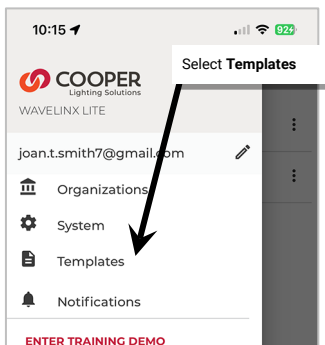 10:15
92
Select Templates
COOPER
Lighting Solutions
WAVELINX LITE
joan.t.smith7@gmail.com
Organizations
System
Templates
Notifications
ENTER TRAINING DEMO